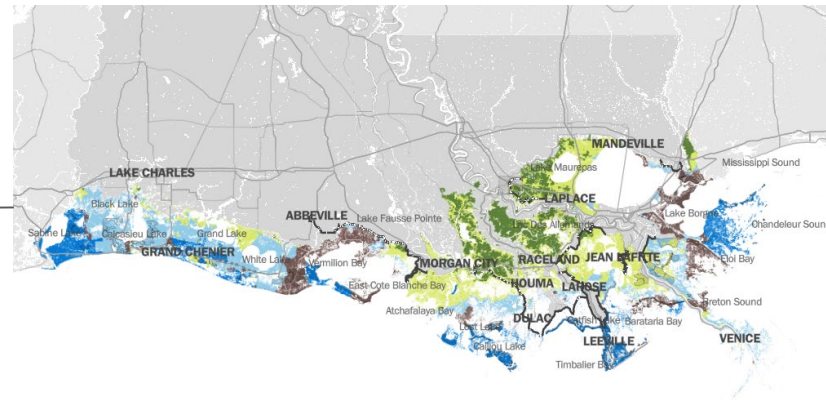 MANDEVILLE
Mississippi Sound
Lake Maurepas
LAKE CHARLES
LAPLACE
Black Lake
ABBEVILLE
Lake Fausse Pointe
Lake Borgne
Chandeleur Soun
Sabine Lake
Calcasieu Lake
Grand Lake
Lac Des Allemands
GRAND CHENIER
White Lake
Vermilion Bay
MORGAN CITY
RACELAND
JEAN LAFITTE
Eloi Bay
East Cote Blanche Bay
HOUMA
LAROSE
Atchafalaya Bay
Breton Sound
Lost Lake
DULAC
Catfish Lake
Barataria Bay
Caillou Lake
LEEVILLE
VENICE
Timbalier Bay